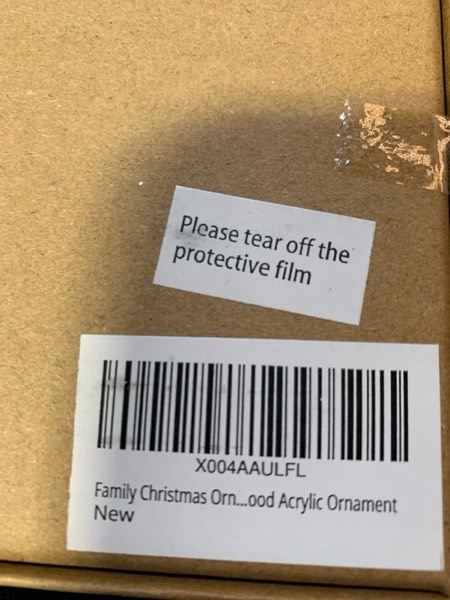 Please tear off the
protective film
X004AAULFL
Family Christmas Orn...ood Acrylic Ornament
New